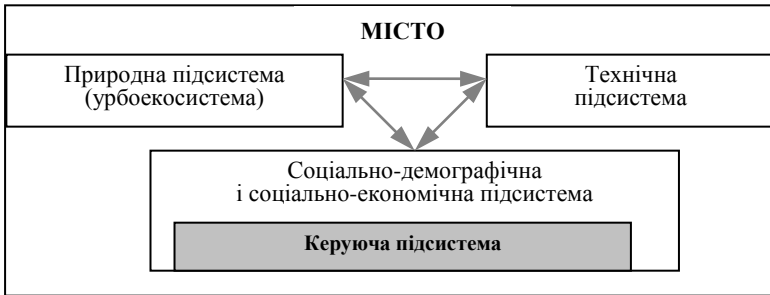 МІСТО
Природна підсистема
(урбоекосистема)
Технічна
підсистема
Соціально-демографічна
і соціально-економічна підсистема
Керуюча підсистема